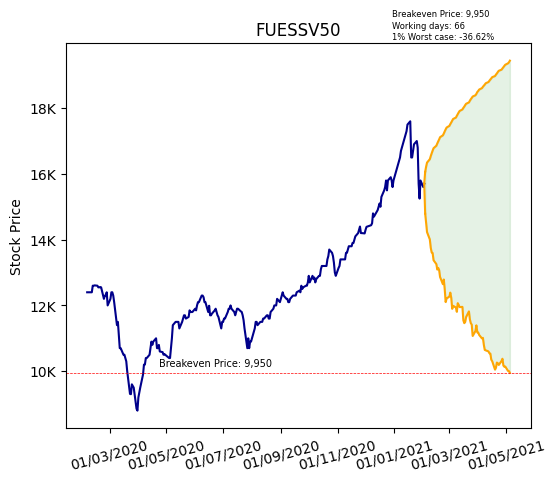 Breakeven Price: 9,950
Working days: 66
1% Worst case: -36.62%
FUESSV50
Stock Price
18K
16K
14K
12K
10K
Breakeven Price: 9,950
01/03/2020
01/05/2020
01/07/2020
01/09/2020
01/11/2020
01/01/2021
01/03/2021
01/05/2021